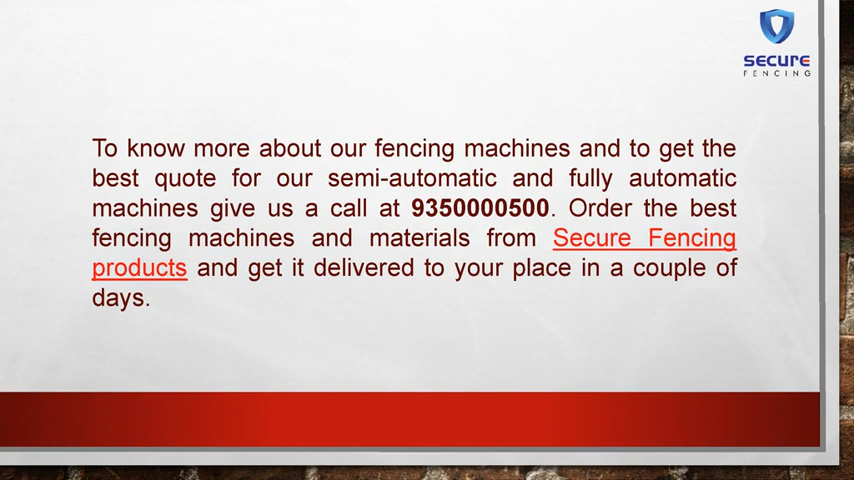 SECURE
FENCING
To know more about our fencing machines and to get the
best quote for our semi-automatic and fully automatic
machines give us a call at 9350000500. Order the best
fencing machines and materials from Secure Fencing
products and get it delivered to your place in a couple of
days.